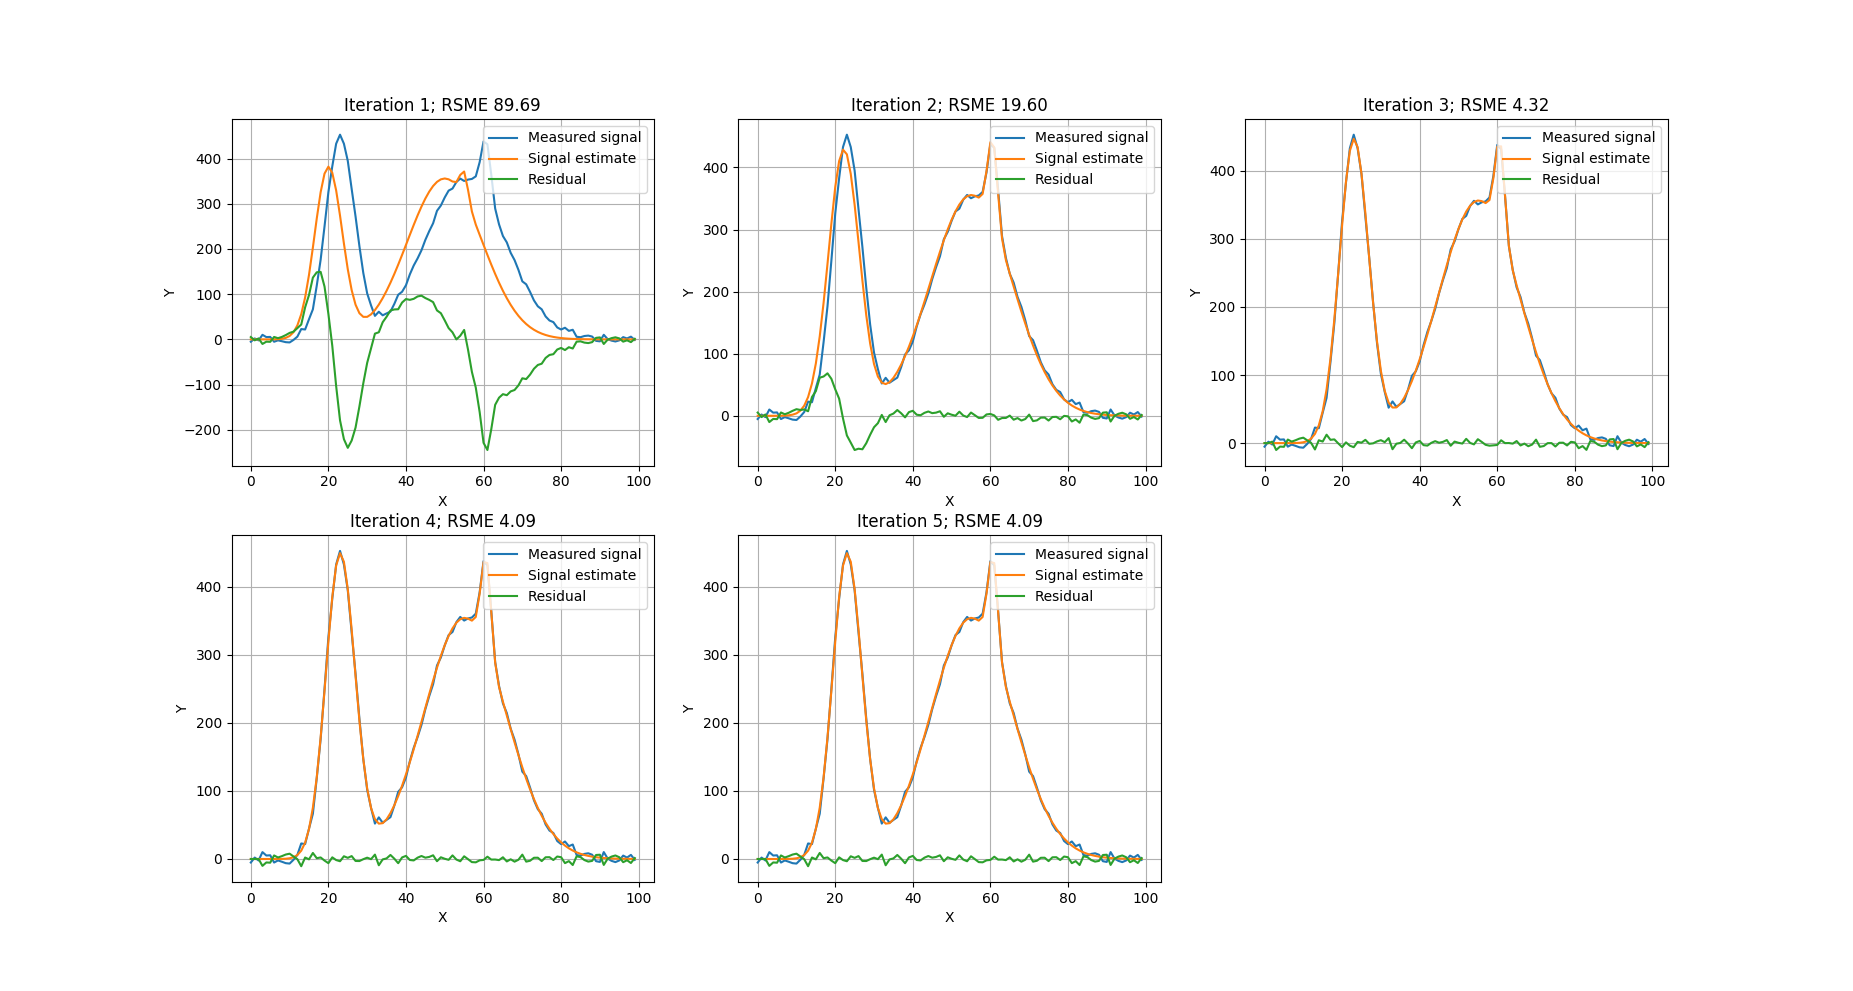 Iteration 1; RSME 89.69
Measured signal
Signal estimate
Residual
400
300
200
100
0
−100
−200
Y
0 20 40 60 80 100
X
Iteration 2; RSME 19.60
Measured signal
Signal estimate
Residual
400
300
200
100
0
Y
0 20 40 60 80 100
X
Iteration 3; RSME 4.32
Measured signal
Signal estimate
Residual
400
300
200
100
0
Y
0 20 40 60 80 100
X
Iteration 4; RSME 4.09
Measured signal
Signal estimate
Residual
400
300
200
100
0
Y
0 20 40 60 80 100
X
Iteration 5; RSME 4.09
Measured signal
Signal estimate
Residual
400
300
200
100
0
Y
0 20 40 60 80 100
X